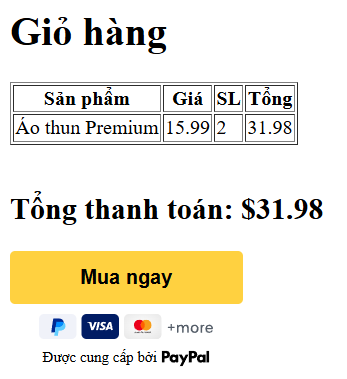 Giỏ hàng
Sản phẩm Giá SL Tổng
Áo thun Premium 15.99 2 31.98
Tổng thanh toán: $31.98
Mua ngay
VISA mastercard +more
Được cung cấp bởi PayPal